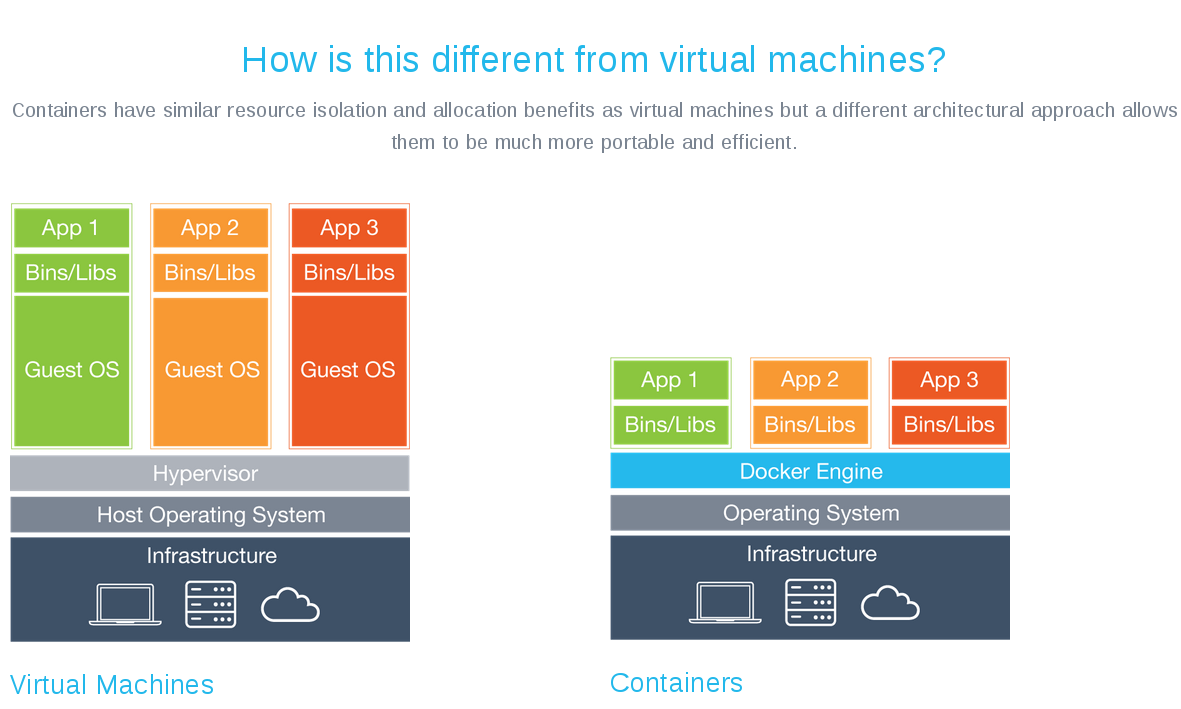 How is this different from virtual machines?
Containers have similar resource isolation and allocation benefits as virtual machines but a different architectural approach allows
them to be much more portable and efficient.
App 1
Bins/Libs
Guest OS
App 2
Bins/Libs
Guest OS
App 3
Bins/Libs
Guest OS
Hypervisor
Host Operating System
Infrastructure
Virtual Machines
App 1
Bins/Libs
App 2
Bins/Libs
App 3
Bins/Libs
Docker Engine
Operating System
Infrastructure
Containers